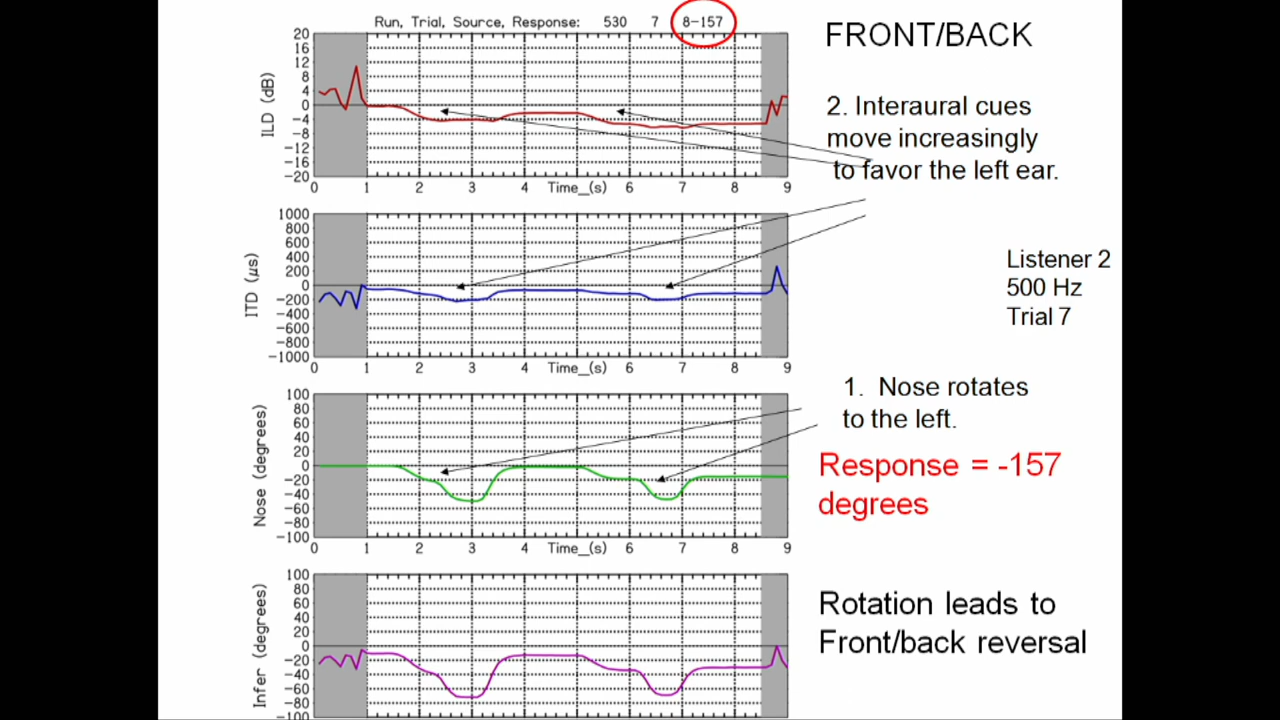 Run, Trial, Source, Response: 530 7 8-157
FRONT/BACK
20
16
12
8
4
0
-4
-8
-12
-16
-20
ILD (dB)
0 1 2 3 4 Time_(s) 6 7 8 9
2. Interaural cues
move increasingly
to favor the left ear.
1000
800
600
400
200
0
-200
-400
-600
-800
-1000
ITD (µs)
0 1 2 3 4 Time_(s) 6 7 8 9
Listener 2
500 Hz
Trial 7
100
80
60
40
20
0
-20
-40
-60
-80
-100
Nose (degrees)
0 1 2 3 4 Time_(s) 6 7 8 9
1. Nose rotates
to the left.
Response = -157
degrees
100
80
60
40
20
0
-20
-40
-60
-80
-100
Infer (degrees)
Rotation leads to
Front/back reversal